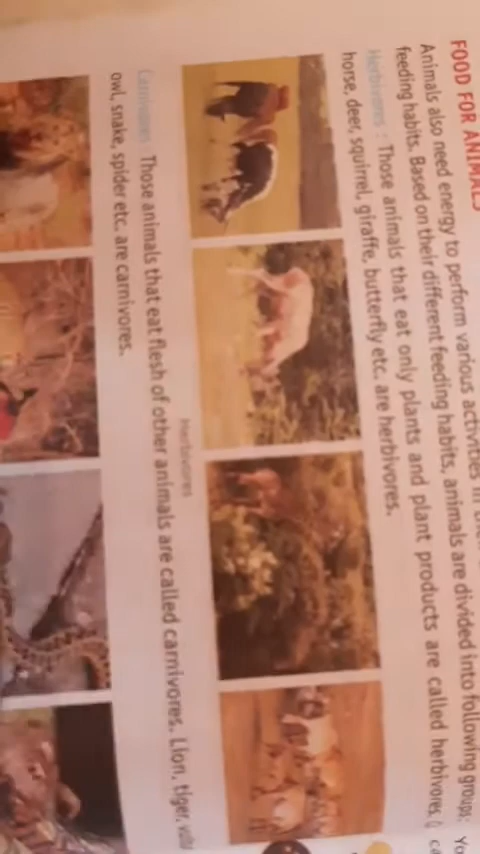 FOOD FOR ANIMALS
Animals also need energy to perform various activities in
feeding habits. Based on their different feeding habits, animals are divided into following groups:
Herbivores : Those animals that eat only plants and plant products are called herbivores.
horse, deer, squirrel, giraffe, butterfly etc. are herbivores.
Herbivores
Carnivores Those animals that eat flesh of other animals are called carnivores. Lion, tiger,
owl, snake, spider etc. are carnivores.